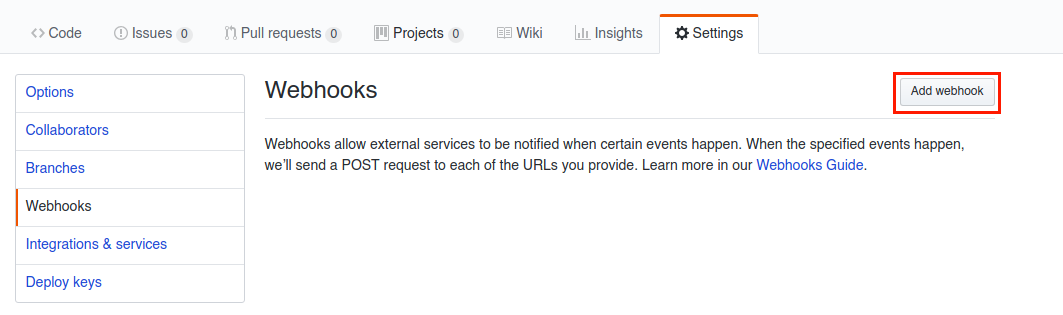 Code Issues 0 Pull requests 0 Projects 0 Wiki Insights Settings
Options
Collaborators
Branches
Webhooks
Integrations & services
Deploy keys
Webhooks
Add webhook
Webhooks allow external services to be notified when certain events happen. When the specified events happen,
we'll send a POST request to each of the URLs you provide. Learn more in our Webhooks Guide.